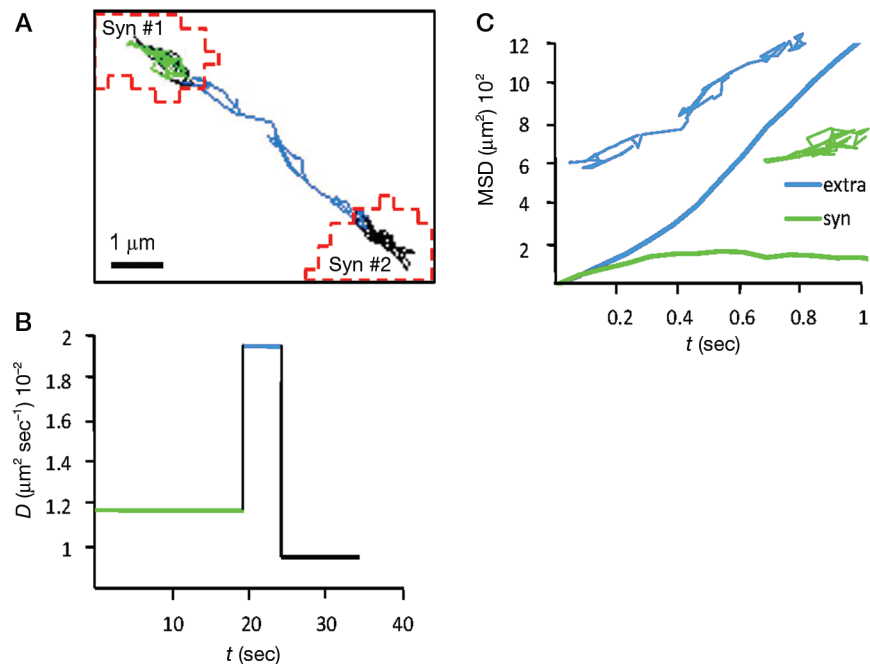 A
Syn #1
1 μm
Syn #2
B
D (μm² sec⁻¹) 10⁻²
2
1.8
1.6
1.4
1.2
1
10 20 30 40
t (sec)
C
MSD (μm²) 10²
12
10
8
6
4
2
extra
syn
0.2 0.4 0.6 0.8 1
t (sec)